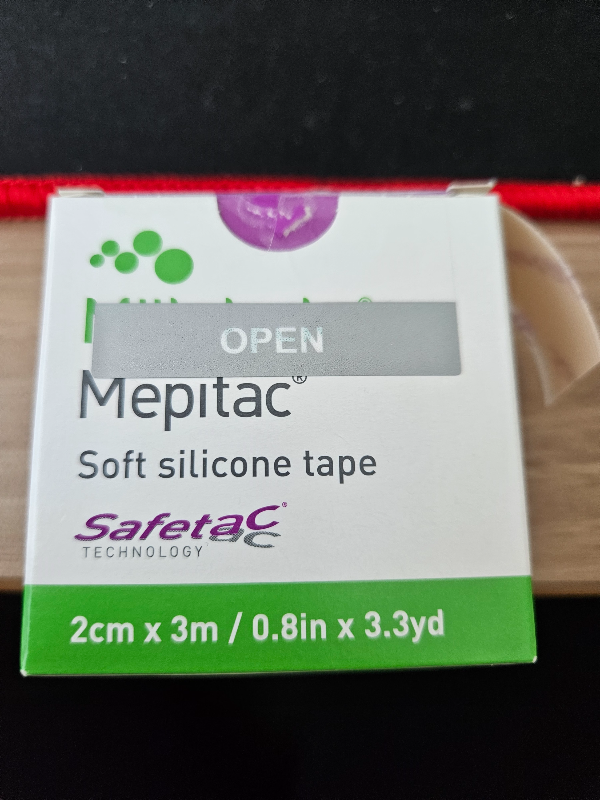 OPEN
Mepitac®
Soft silicone tape
Safetac®
TECHNOLOGY
2cm x 3m / 0.8in x 3.3yd